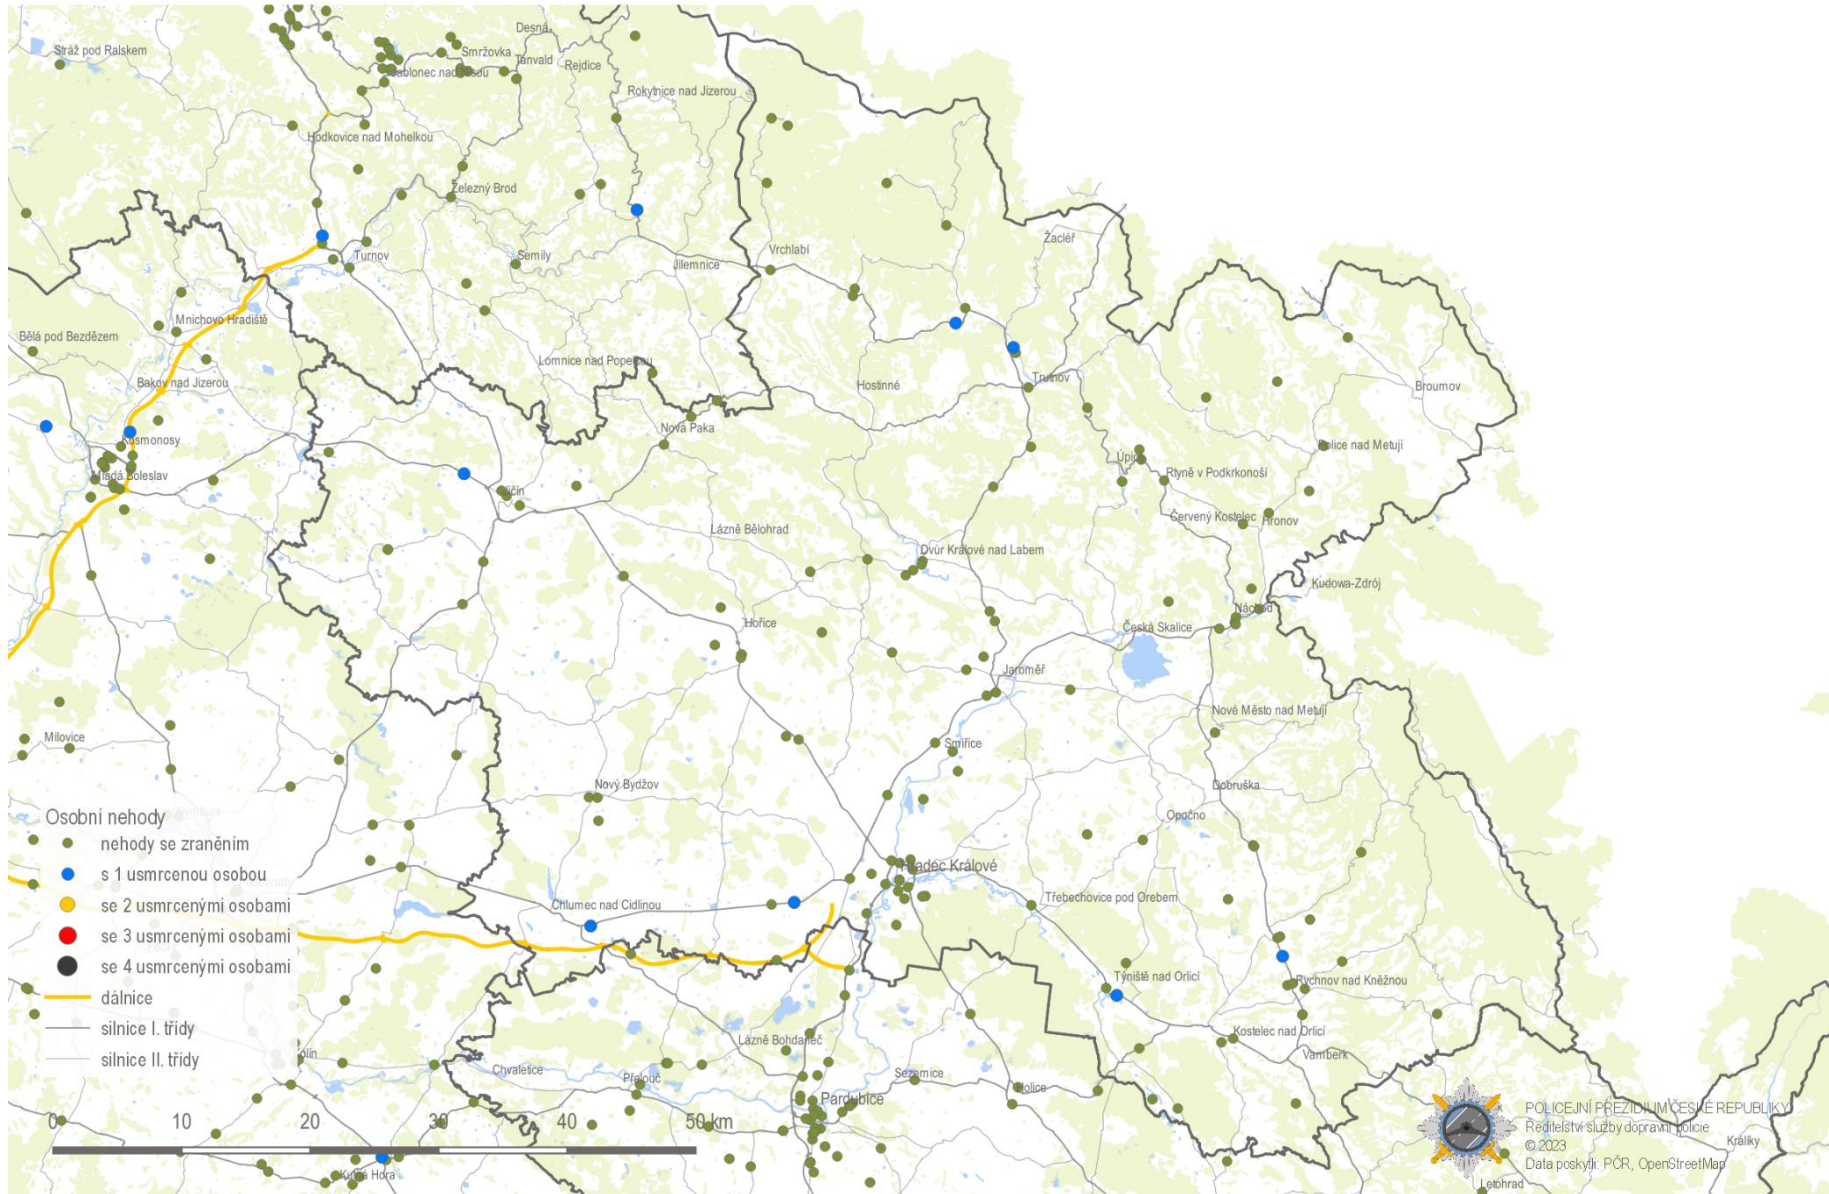 Desná
Stráž pod Ralskem
Smržovka
Tanvald
Rejdice
Jablonec nad Nisou
Rokytnice nad Jizerou
Hodkovice nad Mohelkou
Železný Brod
Žacléř
Vrchlabí
Turnov
Semily
Jilemnice
Mnichovo Hradiště
Bělá pod Bezdězem
Lomnice nad Popelkou
Trutnov
Hostinné
Broumov
Bakov nad Jizerou
Nová Paka
Kosmonosy
Police nad Metují
Úpice
Mladá Boleslav
Rtyně v Podkrkonoší
Jičín
Červený Kostelec
Hronov
Lázně Bělohrad
Dvůr Králové nad Labem
Kudowa-Zdrój
Náchod
Hořice
Česká Skalice
Jaroměř
Nové Město nad Metují
Milovice
Smiřice
Nový Bydžov
Dobruška
Opočno
Osobní nehody
nehody se zraněním
s 1 usmrcenou osobou
se 2 usmrcenými osobami
se 3 usmrcenými osobami
se 4 usmrcenými osobami
dálnice
silnice I. třídy
silnice II. třídy
Hradec Králové
Třebechovice pod Orebem
Chlumec nad Cidlinou
Týniště nad Orlicí
Rychnov nad Kněžnou
Kostelec nad Orlicí
Lázně Bohdaneč
Vamberk
Kolín
Chvaletice
Přelouč
Sezemice
Holice
Pardubice
0 10 20 30 40 50 km
POLICEJNÍ PREZIDIUM ČESKÉ REPUBLIKY
Ředitelství služby dopravní policie
© 2023
Data poskytli: PČR, OpenStreetMap
Králíky
Kutná Hora
Letohrad